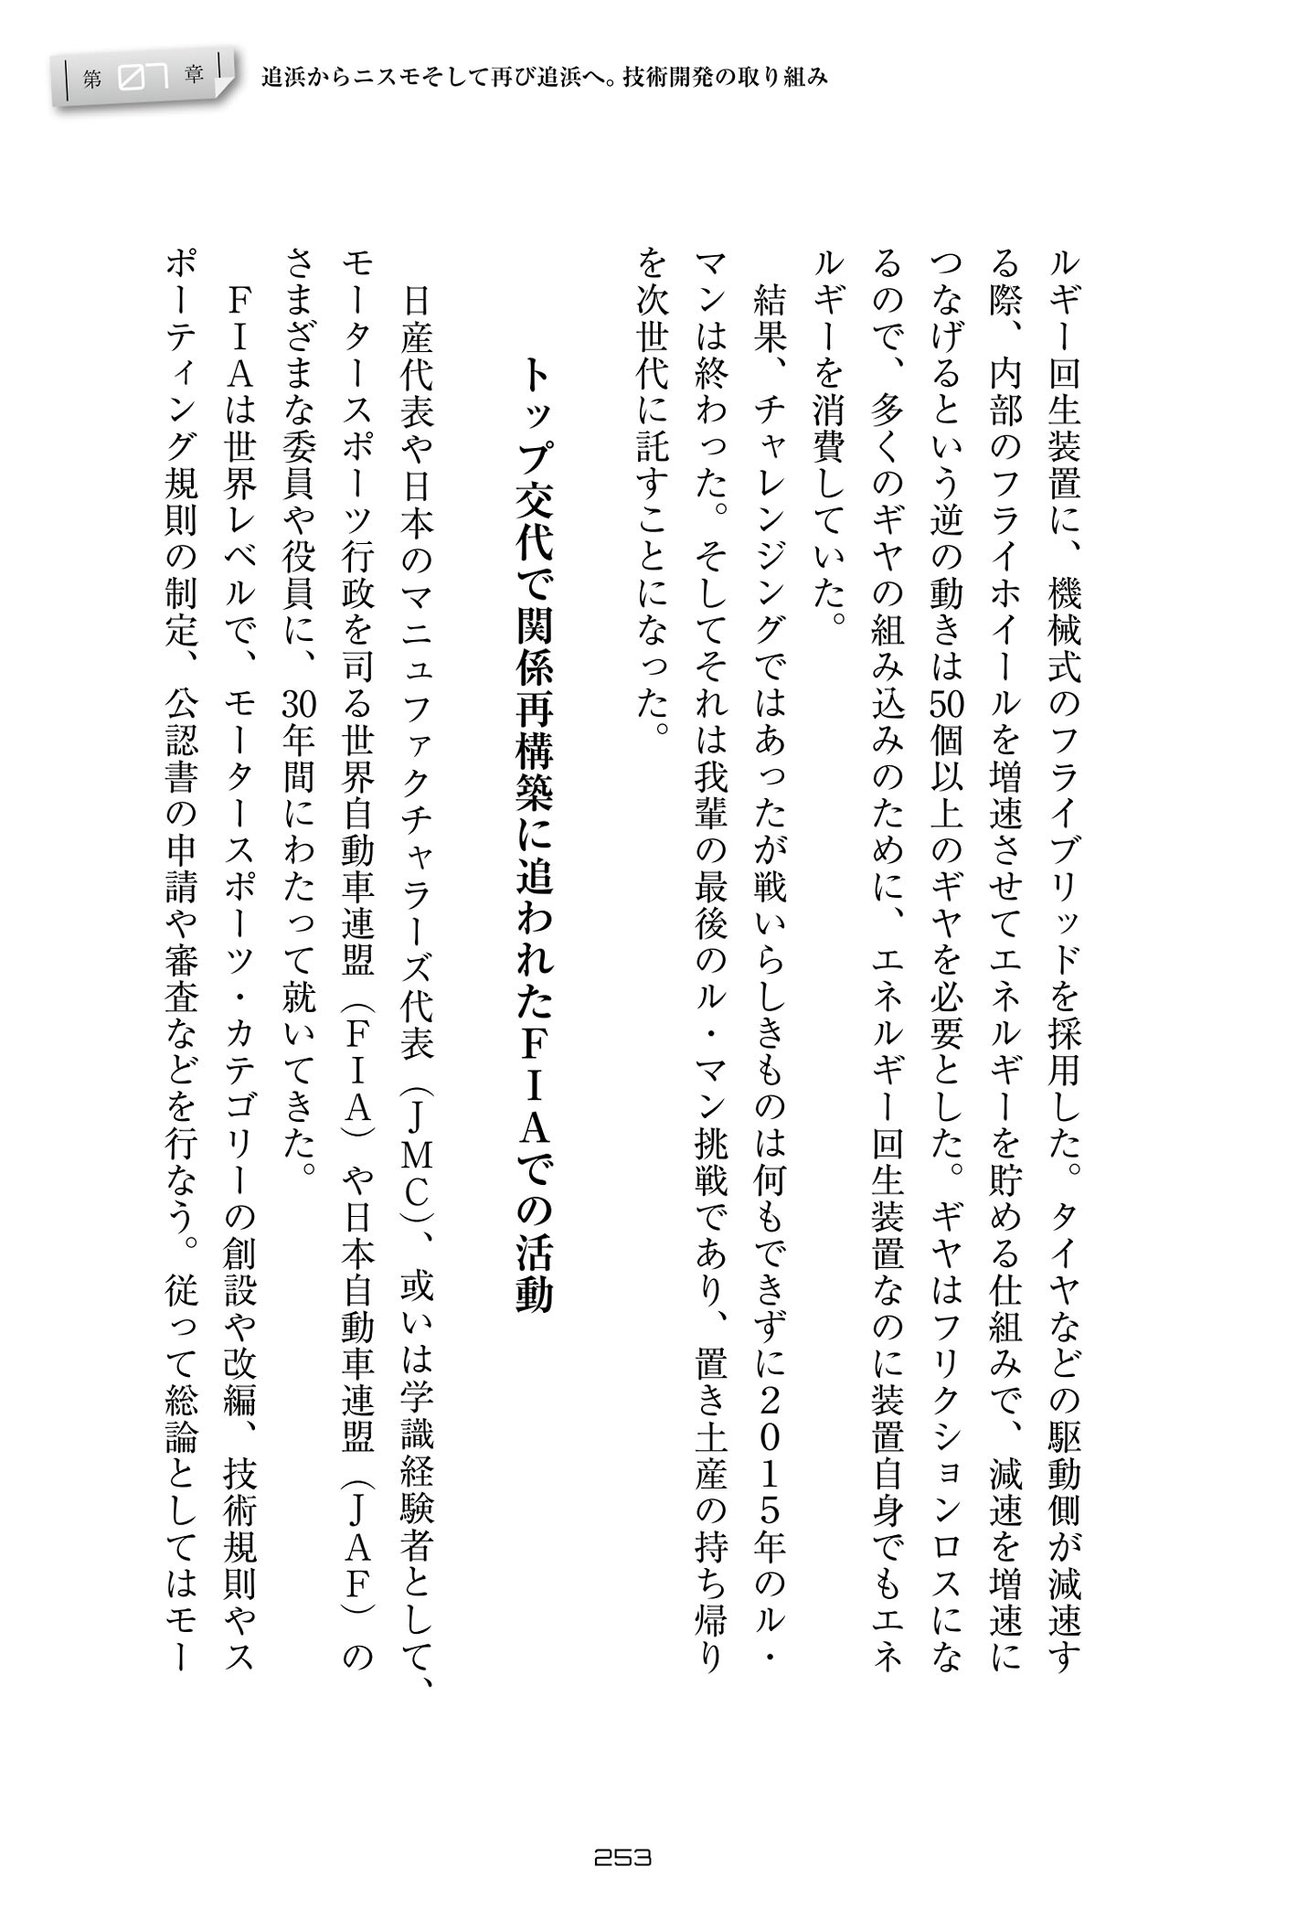 第07章
追浜からニスモそして再び追浜へ。技術開発の取り組み
ルギー回生装置に、機械式のフライブリッドを採用した。タイヤなどの駆動側が減速す
る際、内部のフライホイールを増速させてエネルギーを貯める仕組みで、減速を増速に
つなげるという逆の動きは50個以上のギヤを必要とした。ギヤはフリクションロスにな
るので、多くのギヤの組み込みのために、エネルギー回生装置なのに装置自身でもエネ
ルギーを消費していた。
結果、チャレンジングではあったが戦いらしきものは何もできずに2015年のル・
マンは終わった。そしてそれは我輩の最後のル・マン挑戦であり、置き土産の持ち帰り
を次世代に託すことになった。
トップ交代で関係再構築に追われたFIAでの活動
日産代表や日本のマニュファクチャラーズ代表（JMC）、或いは学識経験者として、
モータースポーツ行政を司る世界自動車連盟（FIA）や日本自動車連盟（JAF）の
さまざまな委員や役員に、30年間にわたって就いてきた。
FIAは世界レベルで、モータースポーツ・カテゴリーの創設や改編、技術規則やス
ポーティング規則の制定、公認書の申請や審査などを行なう。従って総論としてはモー
253